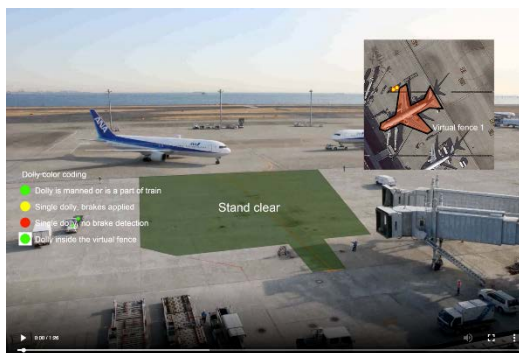 ANA
Virtual fence 1
Dolly color coding
Dolly is manned or is a part of train
Single dolly, brakes applied
Single dolly, no brake detection
Dolly inside the virtual fence
Stand clear
0:00 / 1:26